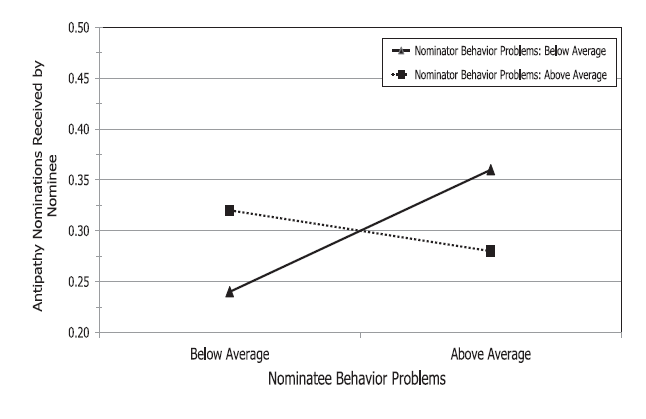 0.50
0.45
0.40
0.35
0.30
0.25
0.20
Antipathy Nominations Received by
Nominee
Nominator Behavior Problems: Below Average
Nominator Behavior Problems: Above Average
Below Average
Above Average
Nominatee Behavior Problems